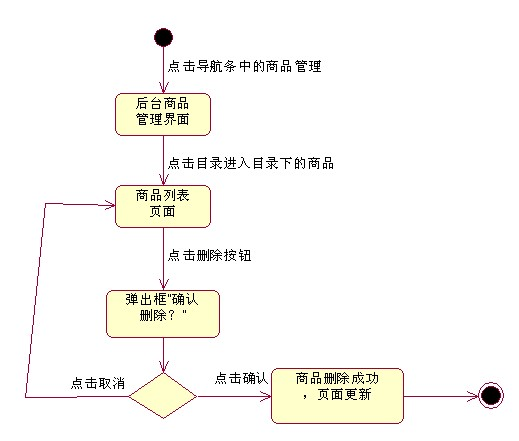 点击导航条中的商品管理
后台商品
管理界面
点击目录进入目录下的商品
商品列表
页面
点击删除按钮
弹出框"确认
删除？"
点击取消
点击确认
商品删除成功
，页面更新